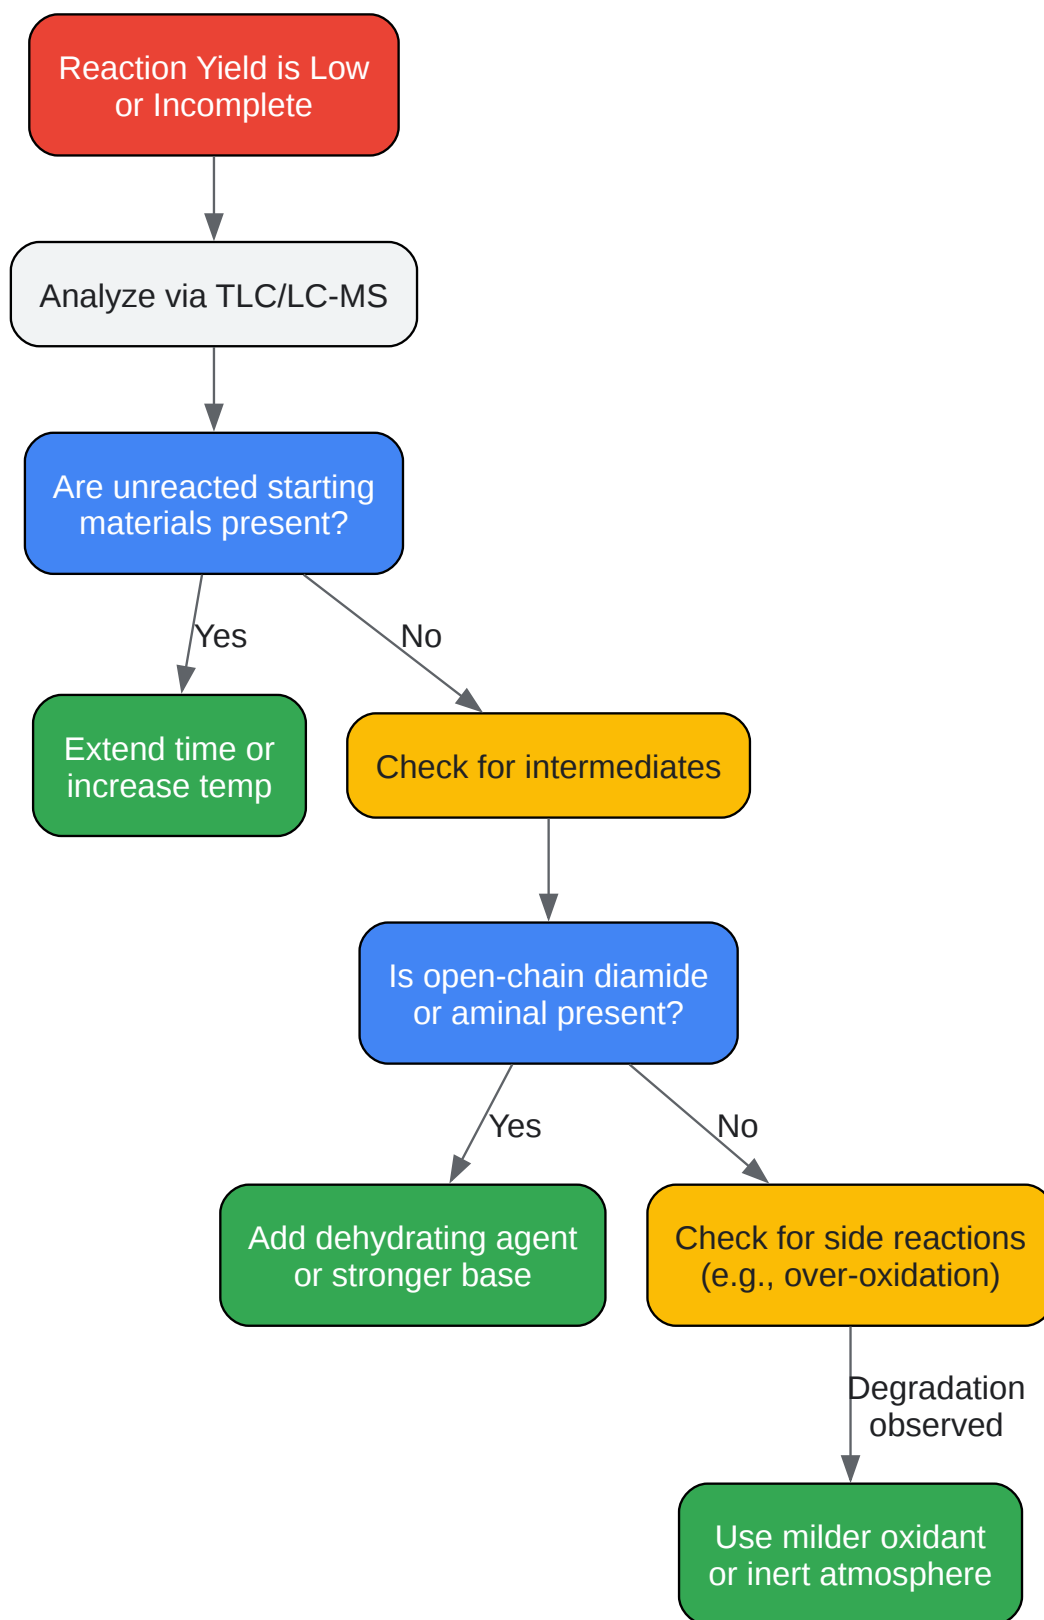 Reaction Yield is Low
or Incomplete
Analyze via TLC/LC-MS
Are unreacted starting
materials present?
Yes
No
Extend time or
increase temp
Check for intermediates
Is open-chain diamide
or aminal present?
Yes
No
Add dehydrating agent
or stronger base
Check for side reactions
(e.g., over-oxidation)
Degradation
observed
Use milder oxidant
or inert atmosphere